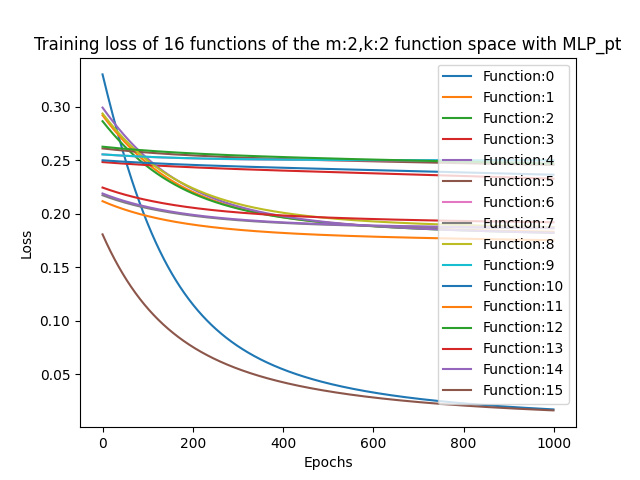 Training loss of 16 functions of the m:2,k:2 function space with MLP_pt
Loss
0.30
0.25
0.20
0.15
0.10
0.05
Function:0
Function:1
Function:2
Function:3
Function:4
Function:5
Function:6
Function:7
Function:8
Function:9
Function:10
Function:11
Function:12
Function:13
Function:14
Function:15
0
200
400
600
800
1000
Epochs